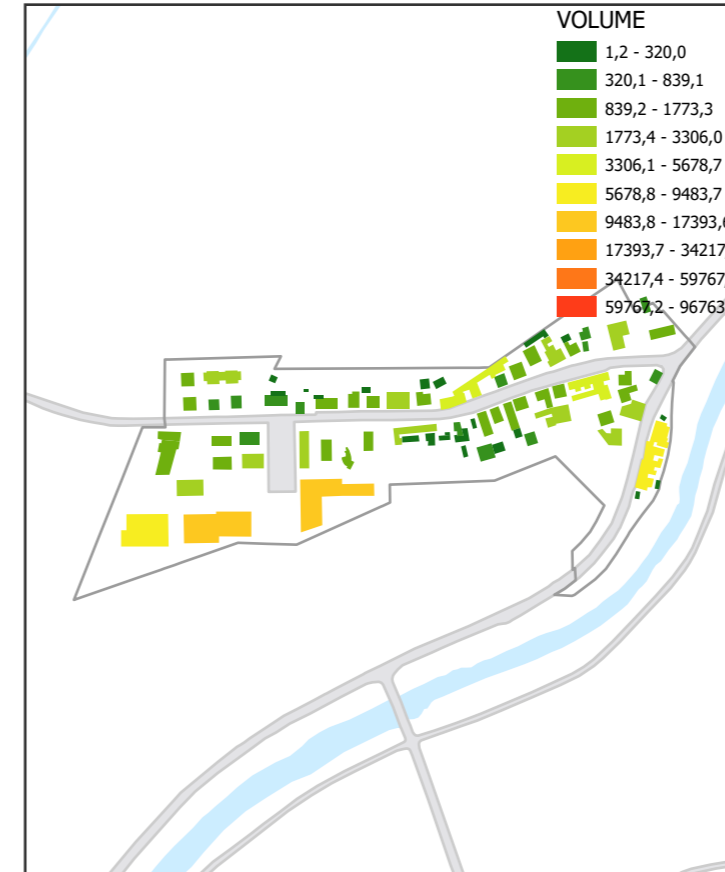 VOLUME
1,2 - 320,0
320,1 - 839,1
839,2 - 1773,3
1773,4 - 3306,0
3306,1 - 5678,7
5678,8 - 9483,7
9483,8 - 17393,6
17393,7 - 34217
34217,4 - 59767,
59767,2 - 96763